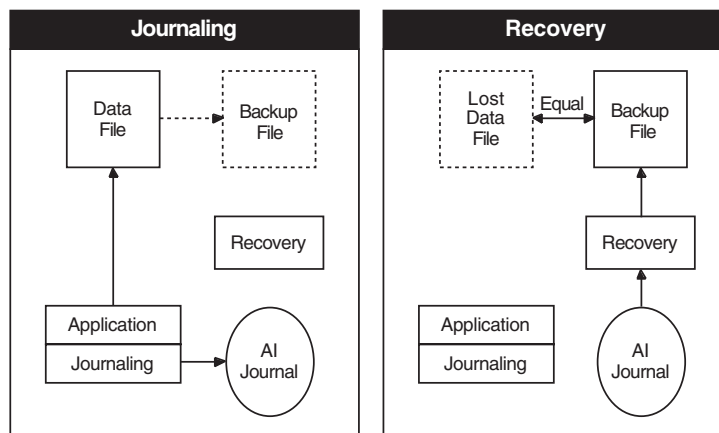 Journaling
Data
File
Backup
File
Recovery
Application
Journaling
AI
Journal
Recovery
Lost
Data
File
Equal
Backup
File
Recovery
Application
Journaling
AI
Journal